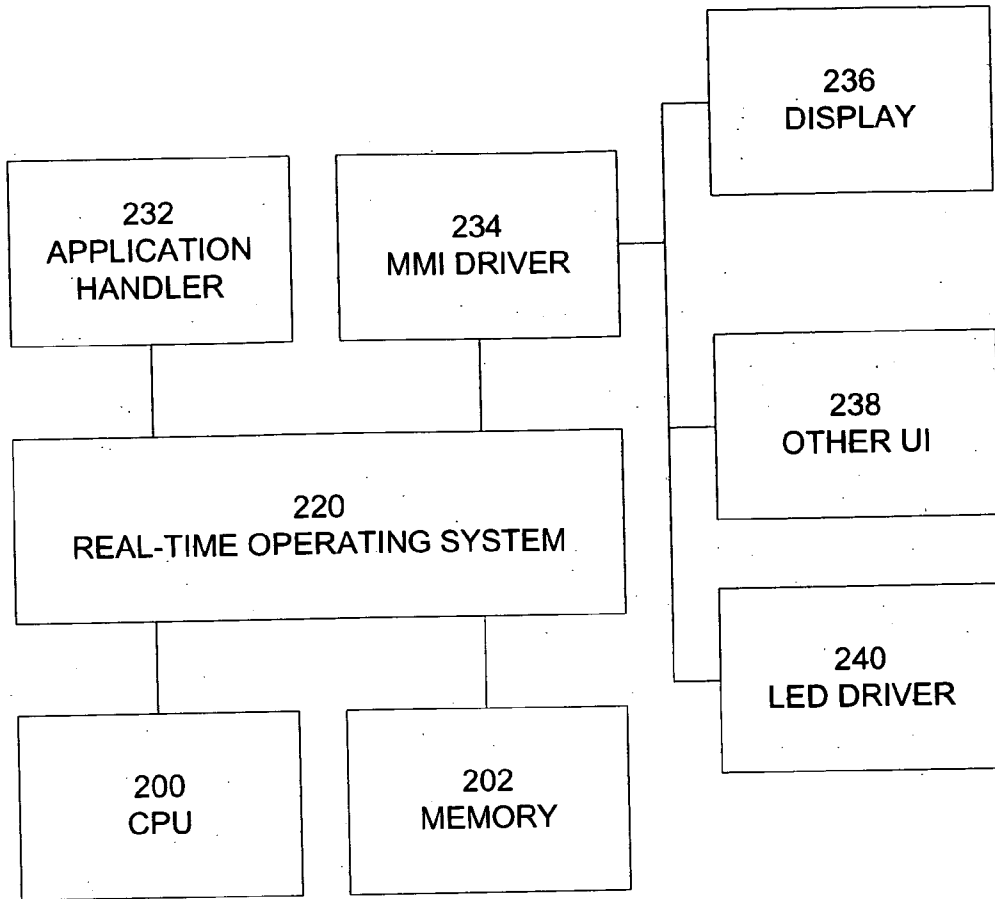 236
DISPLAY
232
APPLICATION
HANDLER
234
MMI DRIVER
238
OTHER UI
220
REAL-TIME OPERATING SYSTEM
240
LED DRIVER
200
CPU
202
MEMORY